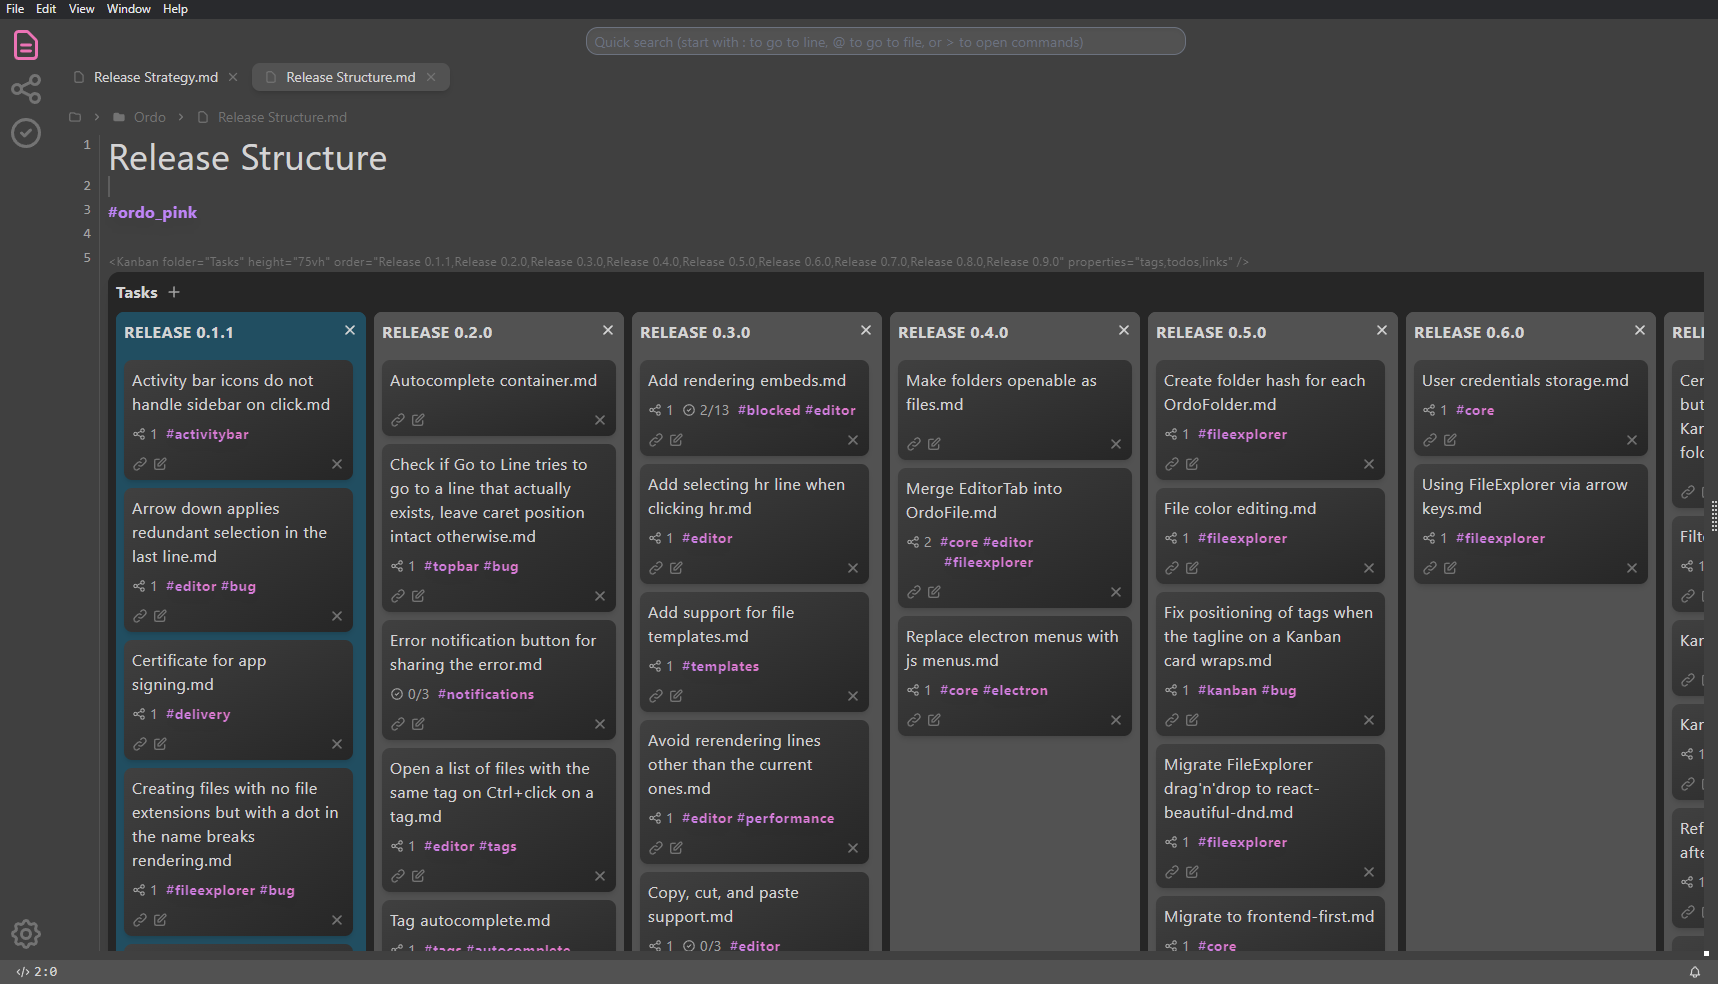 File Edit View Window Help
Quick search (start with : to go to line, @ to go to file, or > to open commands)
Release Strategy.md
Release Structure.md
Ordo > Release Structure.md
1
Release Structure
2
3
#ordo_pink
4
5
<Kanban folder="Tasks" height="75vh" order="Release 0.1.1,Release 0.2.0,Release 0.3.0,Release 0.4.0,Release 0.5.0,Release 0.6.0,Release 0.7.0,Release 0.8.0,Release 0.9.0" properties="tags,todos,links" />
Tasks +
RELEASE 0.1.1
Activity bar icons do not
handle sidebar on click.md
1 #activitybar
Arrow down applies
redundant selection in the
last line.md
1 #editor #bug
Certificate for app
signing.md
1 #delivery
Creating files with no file
extensions but with a dot in
the name breaks
rendering.md
1 #fileexplorer #bug
RELEASE 0.2.0
Autocomplete container.md
Check if Go to Line tries to
go to a line that actually
exists, leave caret position
intact otherwise.md
1 #topbar #bug
Error notification button for
sharing the error.md
0/3 #notifications
Open a list of files with the
same tag on Ctrl+click on a
tag.md
1 #editor #tags
Tag autocomplete.md
1 #tags #autocomplete
RELEASE 0.3.0
Add rendering embeds.md
1 2/13 #blocked #editor
Add selecting hr line when
clicking hr.md
1 #editor
Add support for file
templates.md
1 #templates
Avoid rerendering lines
other than the current
ones.md
1 #editor #performance
Copy, cut, and paste
support.md
1 0/3 #editor
RELEASE 0.4.0
Make folders openable as
files.md
Merge EditorTab into
OrdoFile.md
2 #core #editor
#fileexplorer
Replace electron menus with
js menus.md
1 #core #electron
RELEASE 0.5.0
Create folder hash for each
OrdoFolder.md
1 #fileexplorer
File color editing.md
1 #fileexplorer
Fix positioning of tags when
the tagline on a Kanban
card wraps.md
1 #kanban #bug
Migrate FileExplorer
drag'n'drop to react-
beautiful-dnd.md
1 #fileexplorer
Migrate to frontend-first.md
1 #core
RELEASE 0.6.0
User credentials storage.md
1 #core
Using FileExplorer via arrow
keys.md
1 #fileexplorer
REL
Cer
but
Kar
fol
Filt
1
Kar
Kar
1
Ref
afte
1
</> 2:0